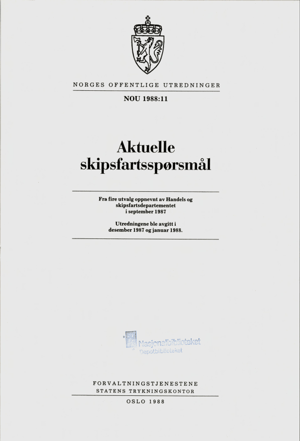 NORGES OFFENTLIGE UTREDNINGER
NOU 1988:11
Aktuelle
skipsfartsspørsmål
Fra fire utvalg oppnevnt av Handels og
skipsfartsdepartementet
i september 1987
Utredningene ble avgitt i
desember 1987 og januar 1988.
FORVALTNINGSTJENESTENE
STATENS TRYKNINGSKONTOR
OSLO 1988